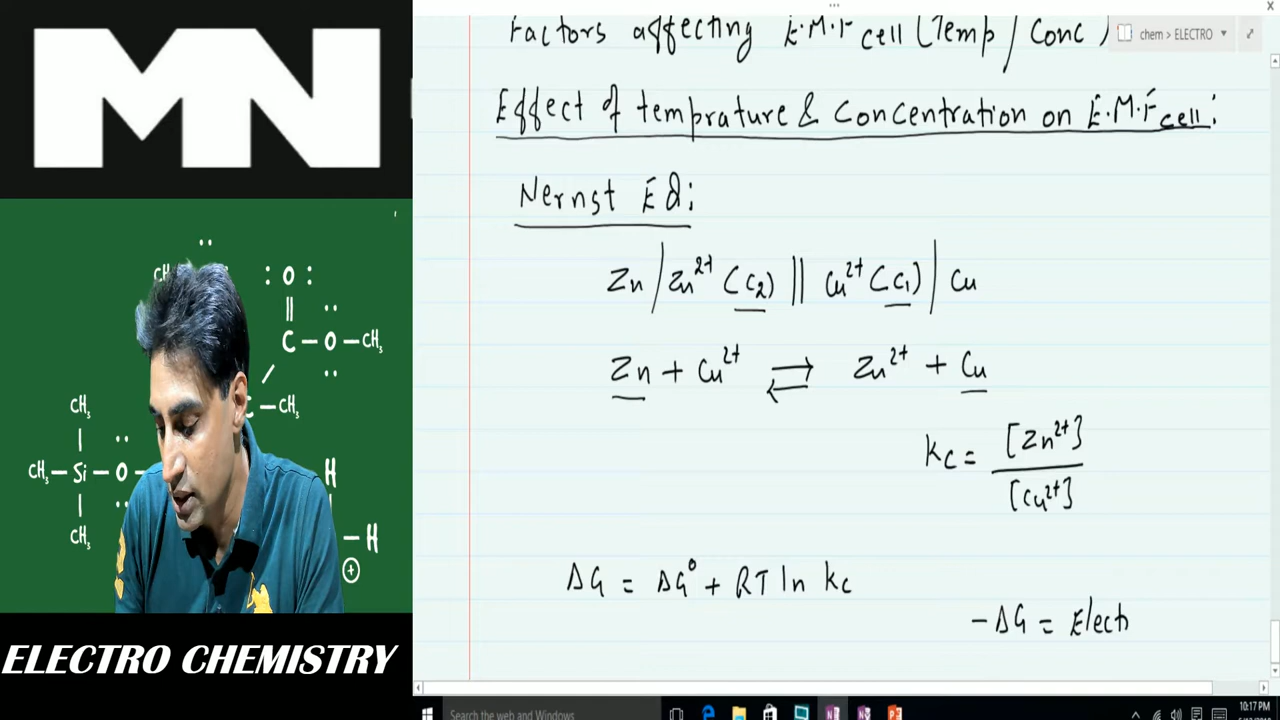 MN
Factors affecting E.M.F cell (Temp / Conc )
chem > ELECTRO
Effect of temprature & Concentration on E.M.F cell :
Nernst Eq:
Zn | Zn²⁺ (C₂) || Cu²⁺ (C₁) | Cu
Zn + Cu²⁺ ⇌ Zn²⁺ + Cu
Kc = [Zn²⁺] / [Cu²⁺]
ΔG = ΔG° + RT ln Kc
-ΔG = Elect
: O :
CH₃
C — O — CH₃
— CH₃
CH₃
CH₃ — Si — O
H
CH₃
— H
+
ELECTRO CHEMISTRY
Search the web and Windows
10:17 PM